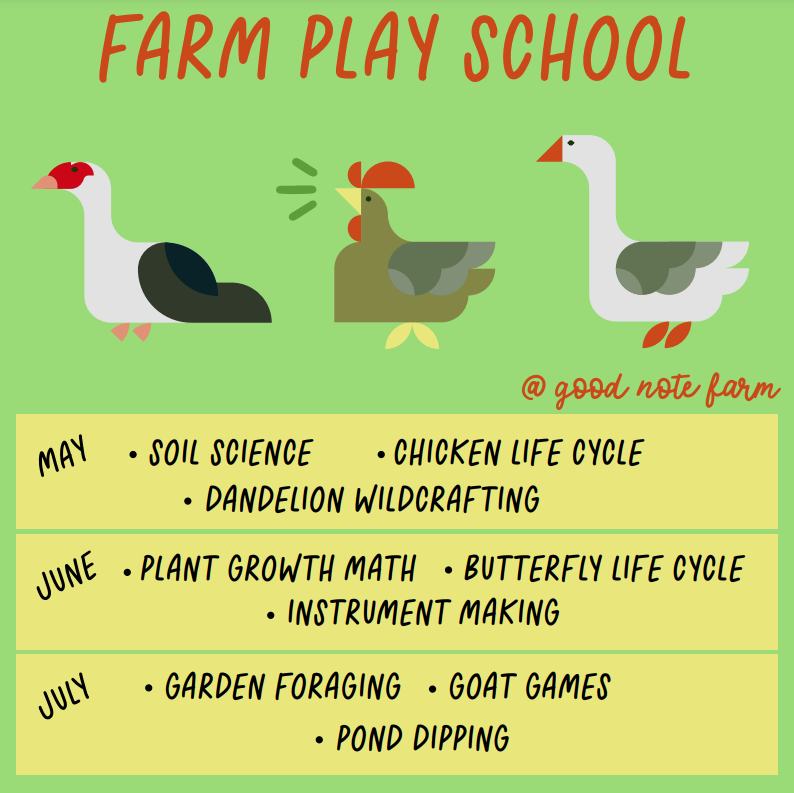 FARM PLAY SCHOOL
@ good note farm
MAY • SOIL SCIENCE • CHICKEN LIFE CYCLE
• DANDELION WILDCRAFTING
JUNE • PLANT GROWTH MATH • BUTTERFLY LIFE CYCLE
• INSTRUMENT MAKING
JULY • GARDEN FORAGING • GOAT GAMES
• POND DIPPING